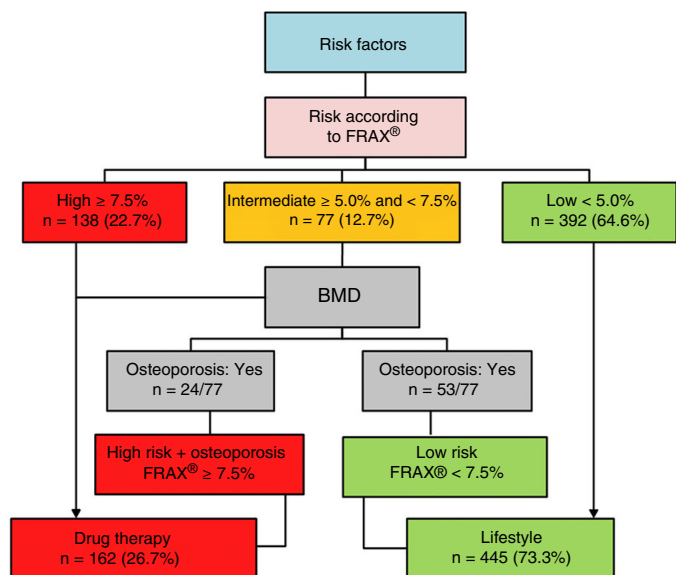 Risk factors
Risk according
to FRAX®
High ≥ 7.5%
n = 138 (22.7%)
Intermediate ≥ 5.0% and < 7.5%
n = 77 (12.7%)
Low < 5.0%
n = 392 (64.6%)
BMD
Osteoporosis: Yes
n = 24/77
Osteoporosis: Yes
n = 53/77
High risk + osteoporosis
FRAX® ≥ 7.5%
Low risk
FRAX® < 7.5%
Drug therapy
n = 162 (26.7%)
Lifestyle
n = 445 (73.3%)